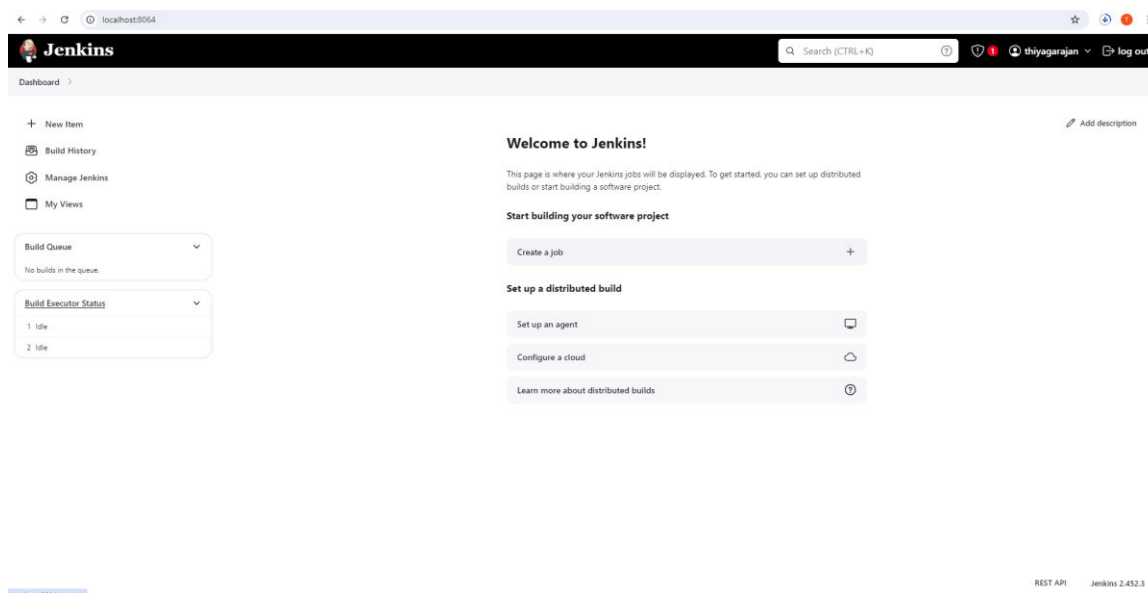 localhost:8064
Jenkins
Search (CTRL+K)
1
thiyagarajan
log out
Dashboard
New Item
Build History
Manage Jenkins
My Views
Build Queue
No builds in the queue.
Build Executor Status
1 Idle
2 Idle
Add description
Welcome to Jenkins!
This page is where your Jenkins jobs will be displayed. To get started, you can set up distributed
builds or start building a software project.
Start building your software project
Create a job
Set up a distributed build
Set up an agent
Configure a cloud
Learn more about distributed builds
REST API
Jenkins 2.452.3